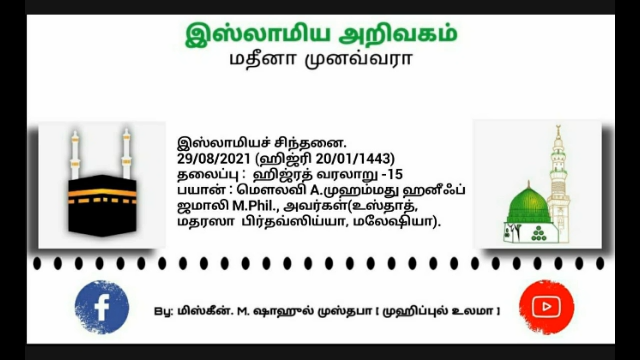 இஸ்லாமிய அறிவகம்
மதீனா முனவ்வரா
இஸ்லாமியச் சிந்தனை.
29/08/2021 (ஹிஜ்ரி 20/01/1443)
தலைப்பு : ஹிஜ்ரத் வரலாறு -15
பயான் : மௌலவி A.முஹம்மது ஹனீஃப்
ஜமாலி M.Phil., அவர்கள்(உஸ்தாத்,
மதரஸா பிர்தவ்ஸிய்யா, மலேஷியா).
By: மிஸ்கீன். M. ஷாஹுல் முஸ்தபா [ முஹிப்புல் உலமா ]